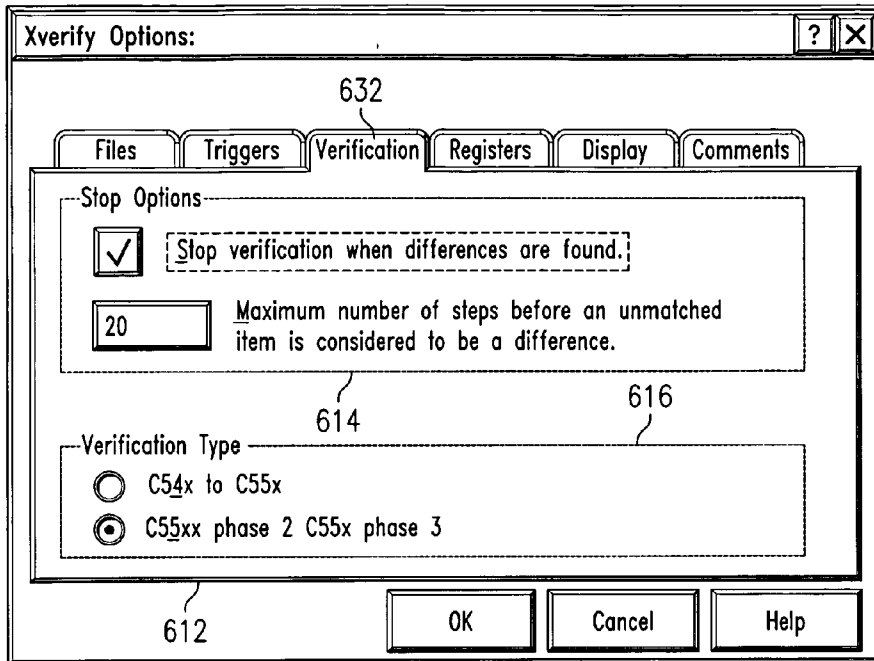 Xverify Options:
? X
632
Files Triggers Verification Registers Display Comments
Stop Options
Stop verification when differences are found.
20
Maximum number of steps before an unmatched
item is considered to be a difference.
614
616
Verification Type
C54x to C55x
C55xx phase 2 C55x phase 3
612
OK Cancel Help